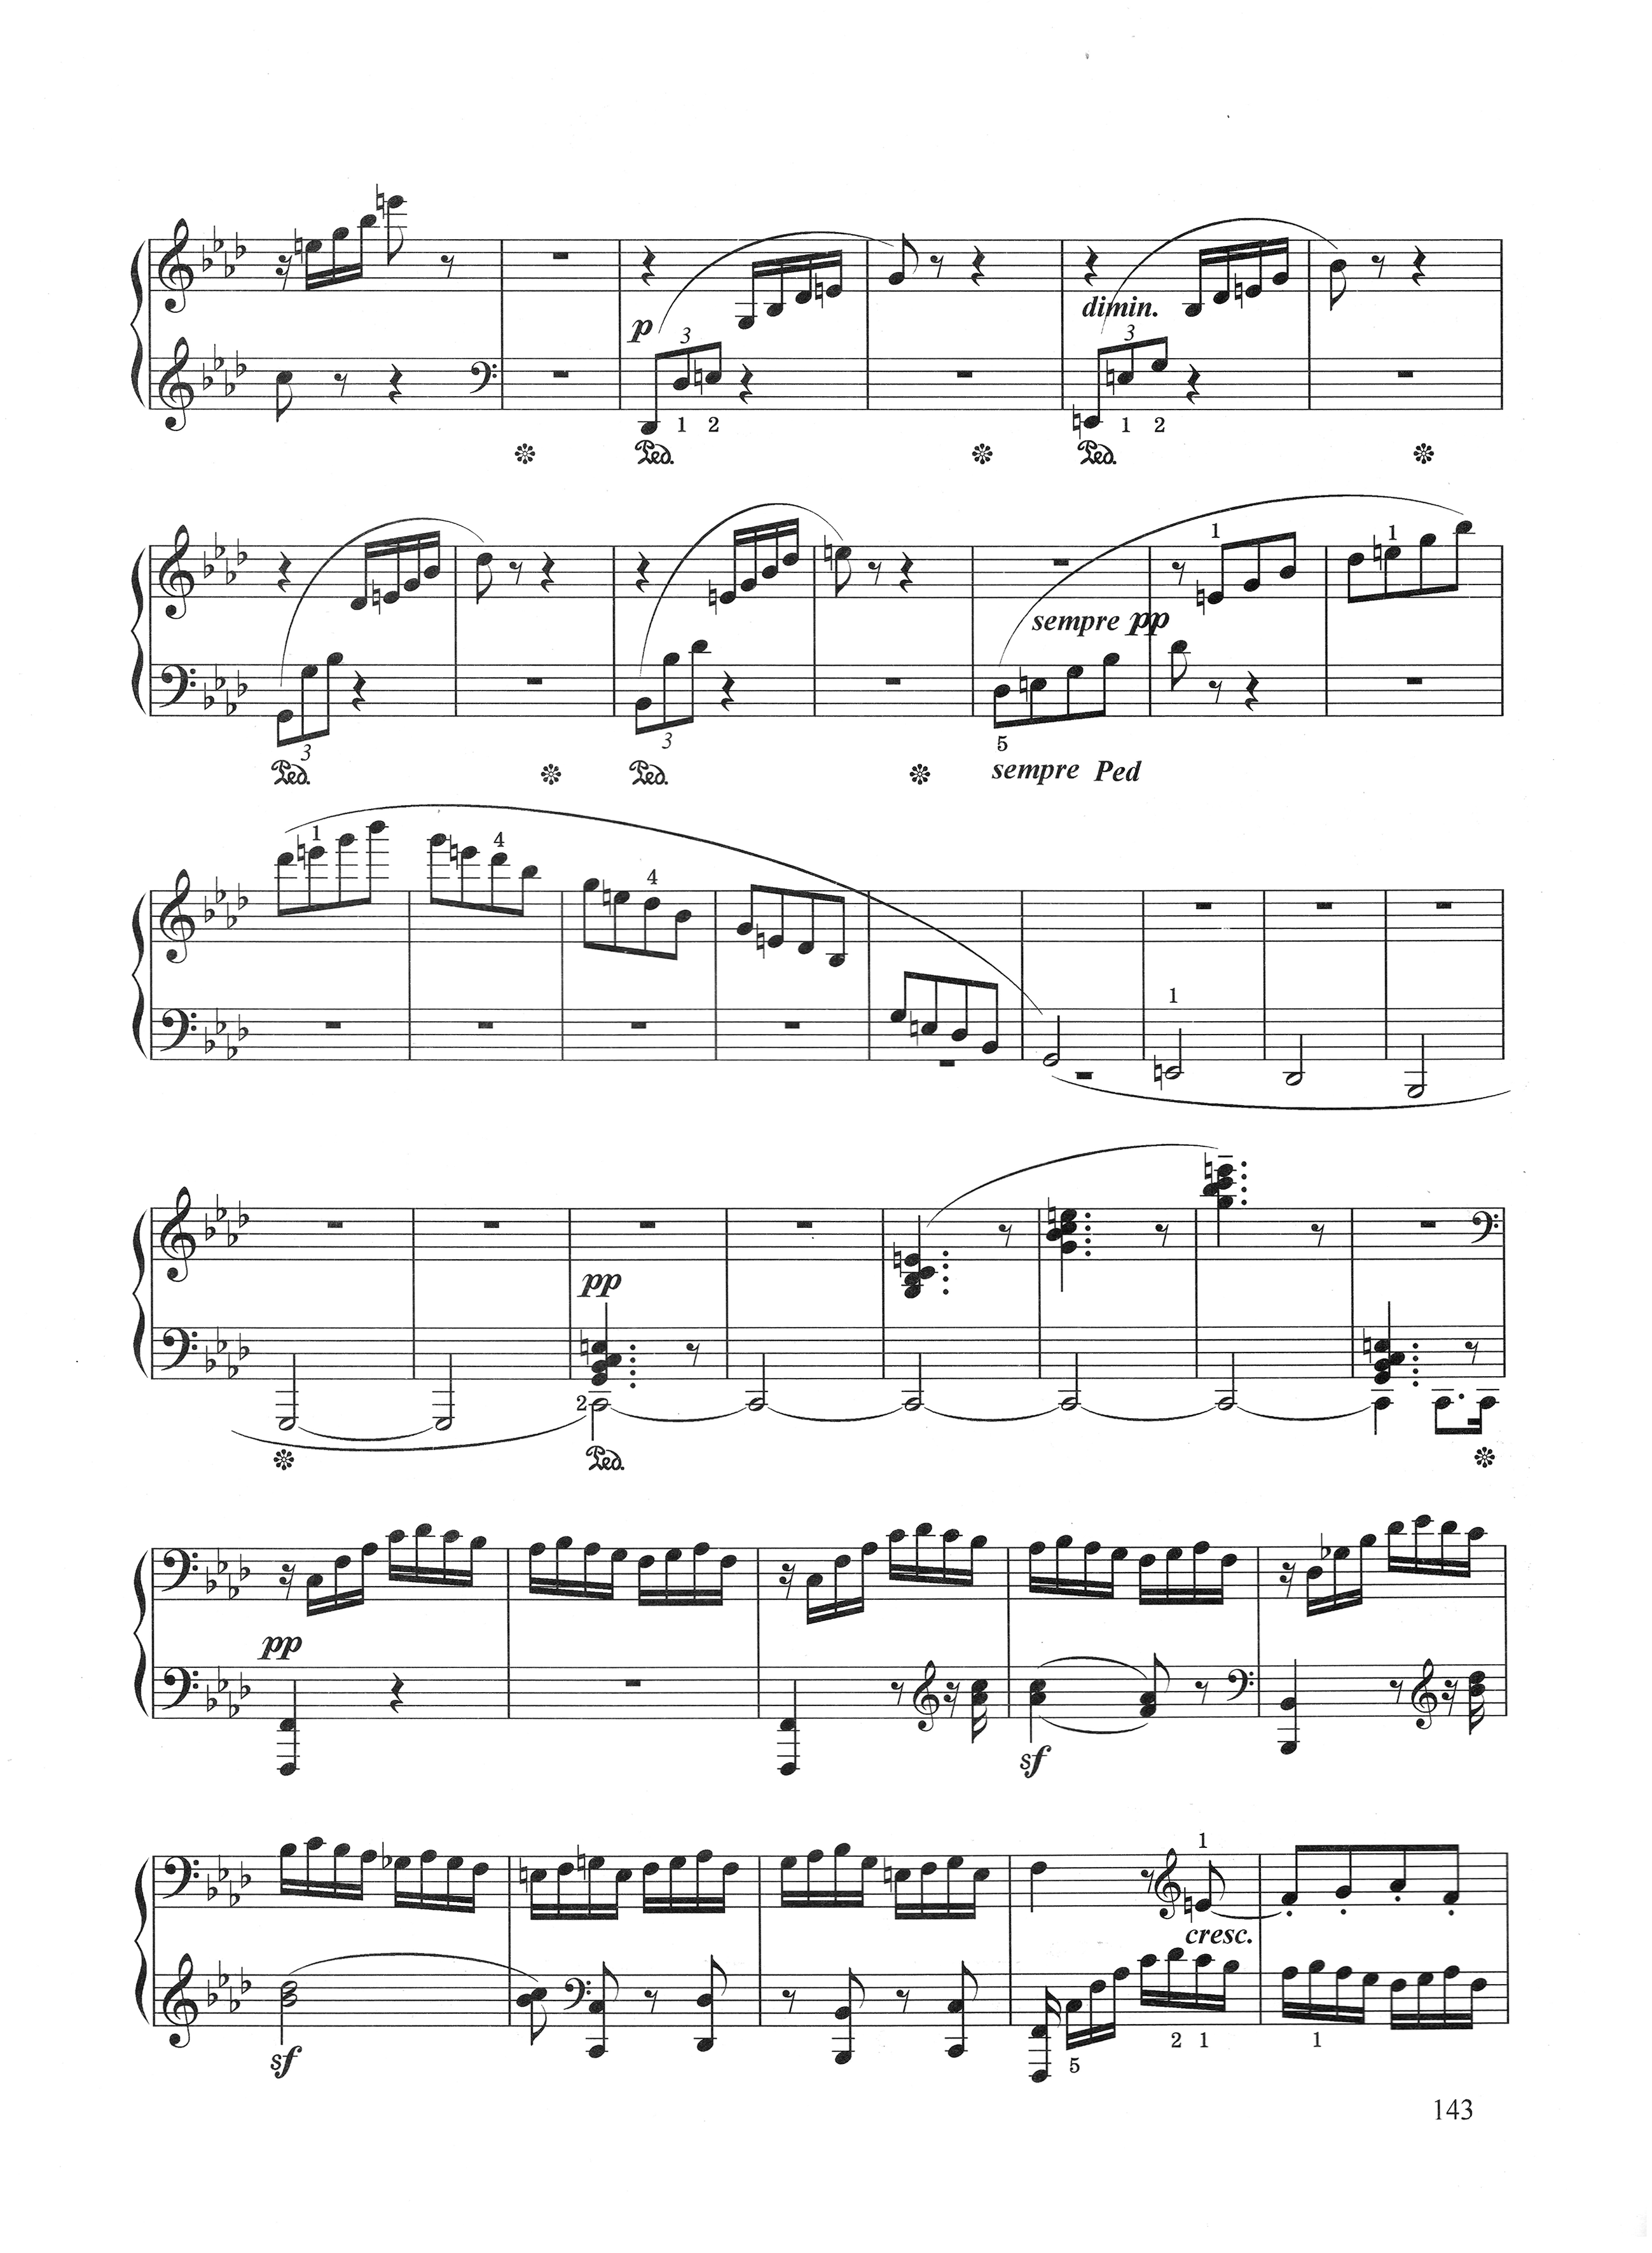 p 3 dimin. 3
1 2 1 2
Ped. Ped.
1 1
sempre pp
3 3 5
Ped. Ped. sempre Ped
1 4 4
1
pp
2
Ped.
pp
sf
1
cresc.
sf 5 2 1 1
143